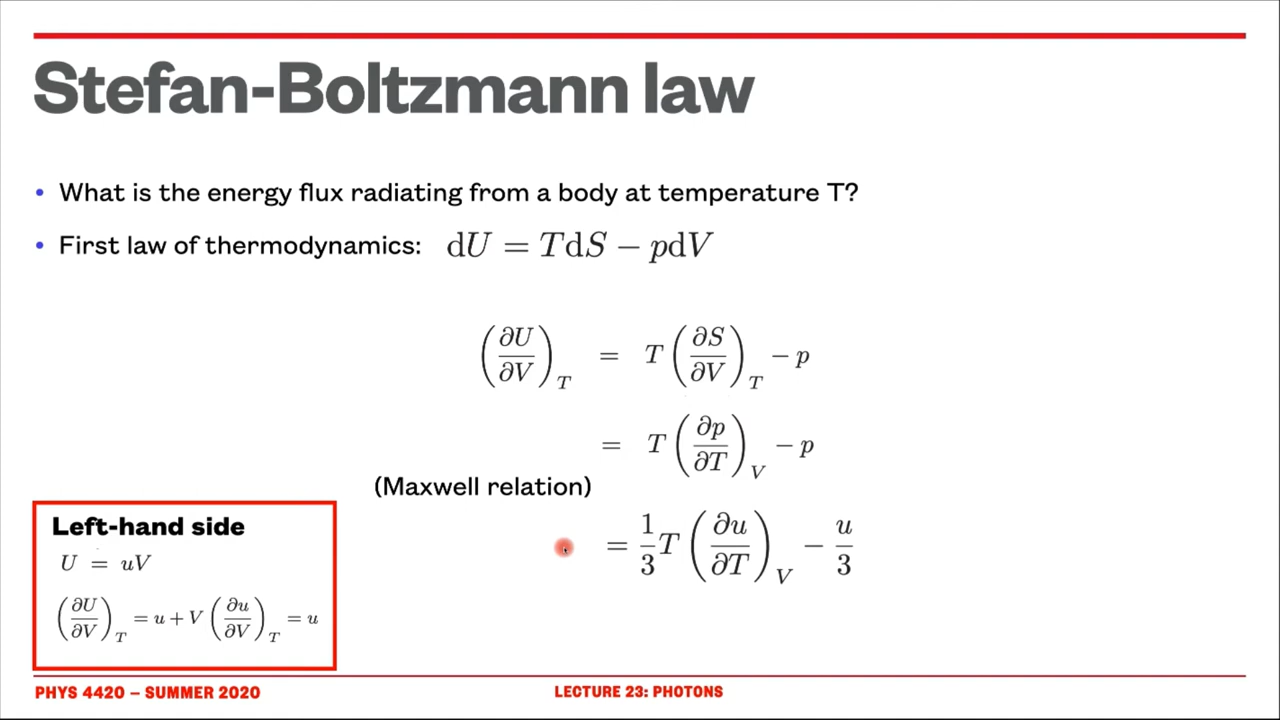 Stefan-Boltzmann law
• What is the energy flux radiating from a body at temperature T?
• First law of thermodynamics: dU = TdS − pdV
(∂U/∂V)_T = T (∂S/∂V)_T − p
= T (∂p/∂T)_V − p
(Maxwell relation)
= 1/3 T (∂u/∂T)_V − u/3
Left-hand side
U = uV
(∂U/∂V)_T = u + V (∂u/∂V)_T = u
PHYS 4420 – SUMMER 2020
LECTURE 23: PHOTONS